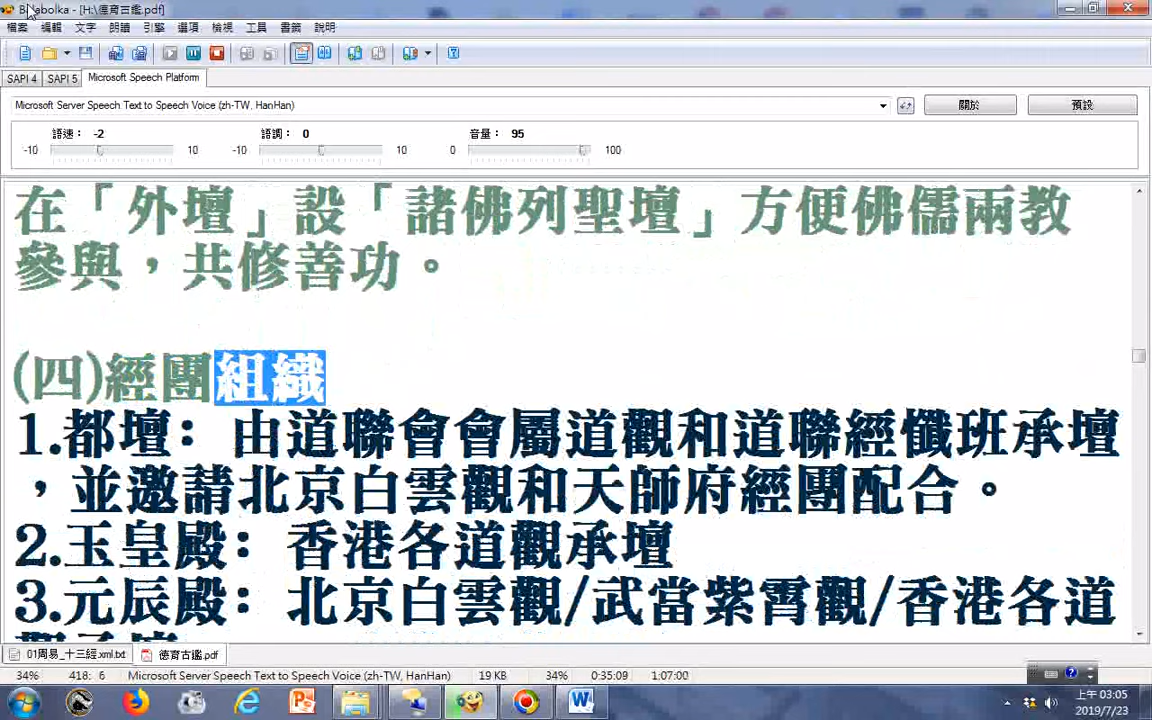 Balabolka - [H:\德育古鑑.pdf]
檔案 編輯 文字 朗讀 引擎 選項 檢視 工具 書籤 說明
SAPI 4 SAPI 5 Microsoft Speech Platform
Microsoft Server Speech Text to Speech Voice (zh-TW, HanHan) 關於 預設
語速： -2 語調： 0 音量： 95
-10 10 -10 10 0 100
在「外壇」設「諸佛列聖壇」方便佛儒兩教
參與，共修善功。
(四)經團組織
1.都壇：由道聯會會屬道觀和道聯經懺班承壇
，並邀請北京白雲觀和天師府經團配合。
2.玉皇殿：香港各道觀承壇
3.元辰殿：北京白雲觀/武當紫霄觀/香港各道
觀承壇
01周易_十三經.xml.txt 德育古鑑.pdf
34% 418: 6 Microsoft Server Speech Text to Speech Voice (zh-TW, HanHan) 19 KB 34% 0:35:09 1:07:00
上午 03:05
2019/7/23